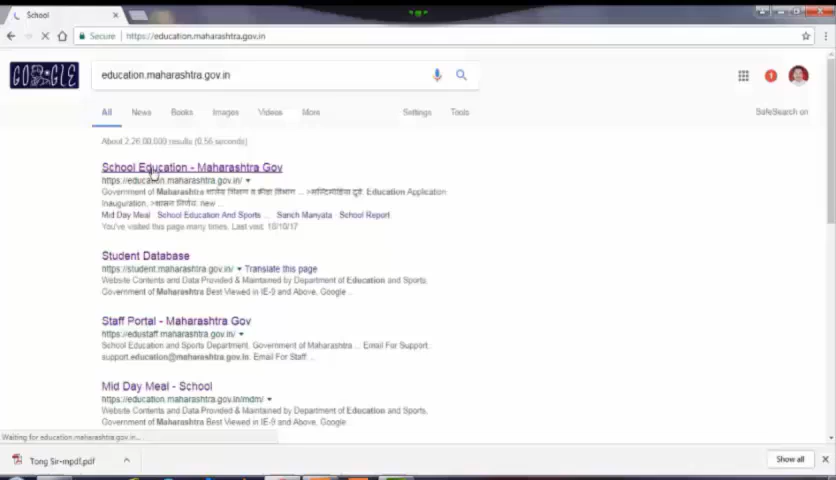 School
Secure
https://education.maharashtra.gov.in
GOOGLE
education.maharashtra.gov.in
1
All
News
Books
Images
Videos
More
Settings
Tools
SafeSearch on
About 2,26,00,000 results (0.56 seconds)
School Education - Maharashtra Gov
https://education.maharashtra.gov.in/
Government of Maharashtra शालेय शिक्षण व क्रीडा विभाग ... Education Application
Inauguration, >शासन निर्णय: new ...
Mid Day Meal · School Education And Sports ... · Sanch Manyata · School Report
You've visited this page many times. Last visit: 10/10/17
Student Database
https://student.maharashtra.gov.in/ Translate this page
Website Contents and Data Provided & Maintained by Department of Education and Sports,
Government of Maharashtra Best Viewed in IE-9 and Above, Google ..
Staff Portal - Maharashtra Gov
https://edustaff.maharashtra.gov.in/
School Education and Sports Department. Government of Maharashtra... Email For Support :
support.education@maharashtra.gov.in. Email For Staff ...
Mid Day Meal - School
https://education.maharashtra.gov.in/mdm/
Website Contents and Data Provided & Maintained by Department of Education and Sports,
Government of Maharashtra Best Viewed in IE-9 and Above, Google
Waiting for education.maharashtra.gov.in...
Tong Sir-mpdf.pdf
Show all